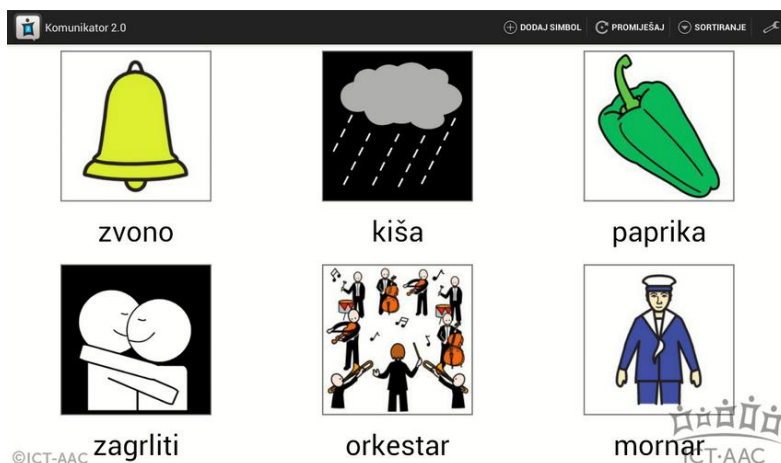 Komunikator 2.0 DODAJ SIMBOL PROMIJEŠAJ SORTIRANJE
zvono kiša paprika
zagrliti orkestar mornar
©ICT-AAC ICT-AAC